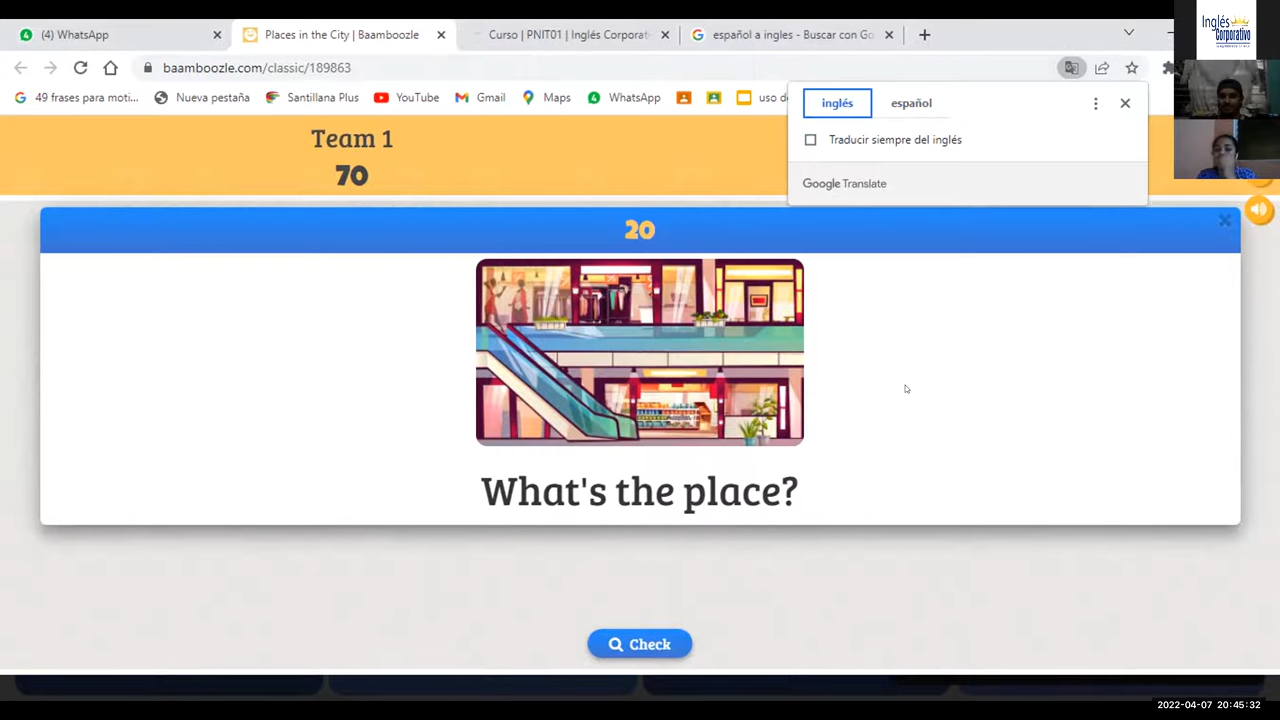 (4) WhatsApp
Places in the City | Baamboozle
Curso | PNIT01 | Inglés Corporat
español a ingles - Buscar con Go
baamboozle.com/classic/189863
49 frases para moti...
Nueva pestaña
Santillana Plus
YouTube
Gmail
Maps
WhatsApp
uso de
inglés
español
Traducir siempre del inglés
Google Translate
Inglés
Corporativo
Team 1
70
20
What's the place?
Check
2022-04-07 20:45:32